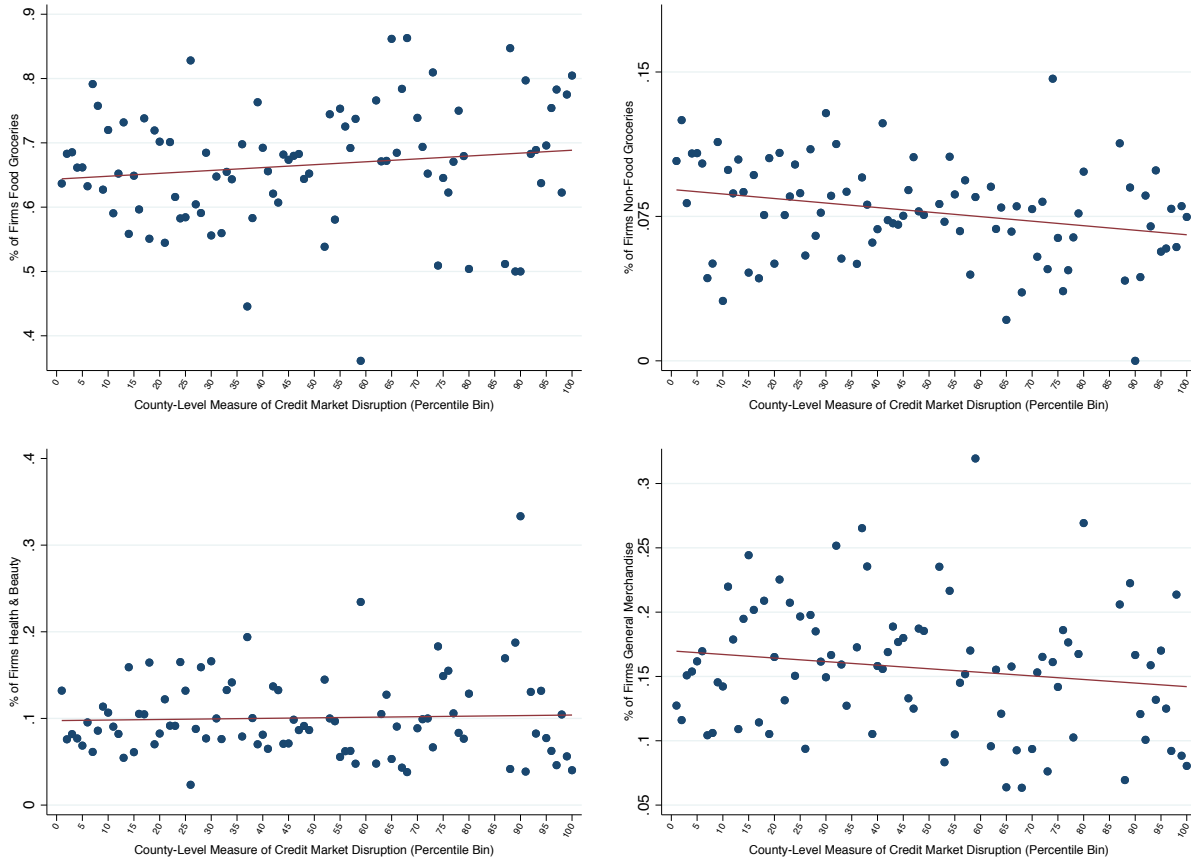 % of Firms Food Groceries
.9
.8
.7
.6
.5
.4
0 5 10 15 20 25 30 35 40 45 50 55 60 65 70 75 80 85 90 95 100
County-Level Measure of Credit Market Disruption (Percentile Bin)
% of Firms Non-Food Groceries
.15
.075
0
0 5 10 15 20 25 30 35 40 45 50 55 60 65 70 75 80 85 90 95 100
County-Level Measure of Credit Market Disruption (Percentile Bin)
% of Firms Health & Beauty
.4
.3
.2
.1
0
0 5 10 15 20 25 30 35 40 45 50 55 60 65 70 75 80 85 90 95 100
County-Level Measure of Credit Market Disruption (Percentile Bin)
% of Firms General Merchandise
.3
.25
.2
.15
.1
.05
0 5 10 15 20 25 30 35 40 45 50 55 60 65 70 75 80 85 90 95 100
County-Level Measure of Credit Market Disruption (Percentile Bin)